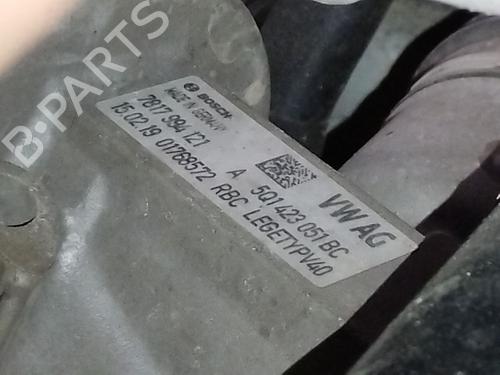 B-PARTS
BOSCH
MADE IN GERMANY
7817 994 121 A 5Q1 423 051 BC
15.02.19 01768572 RBC LEGETYPV40
VW AG